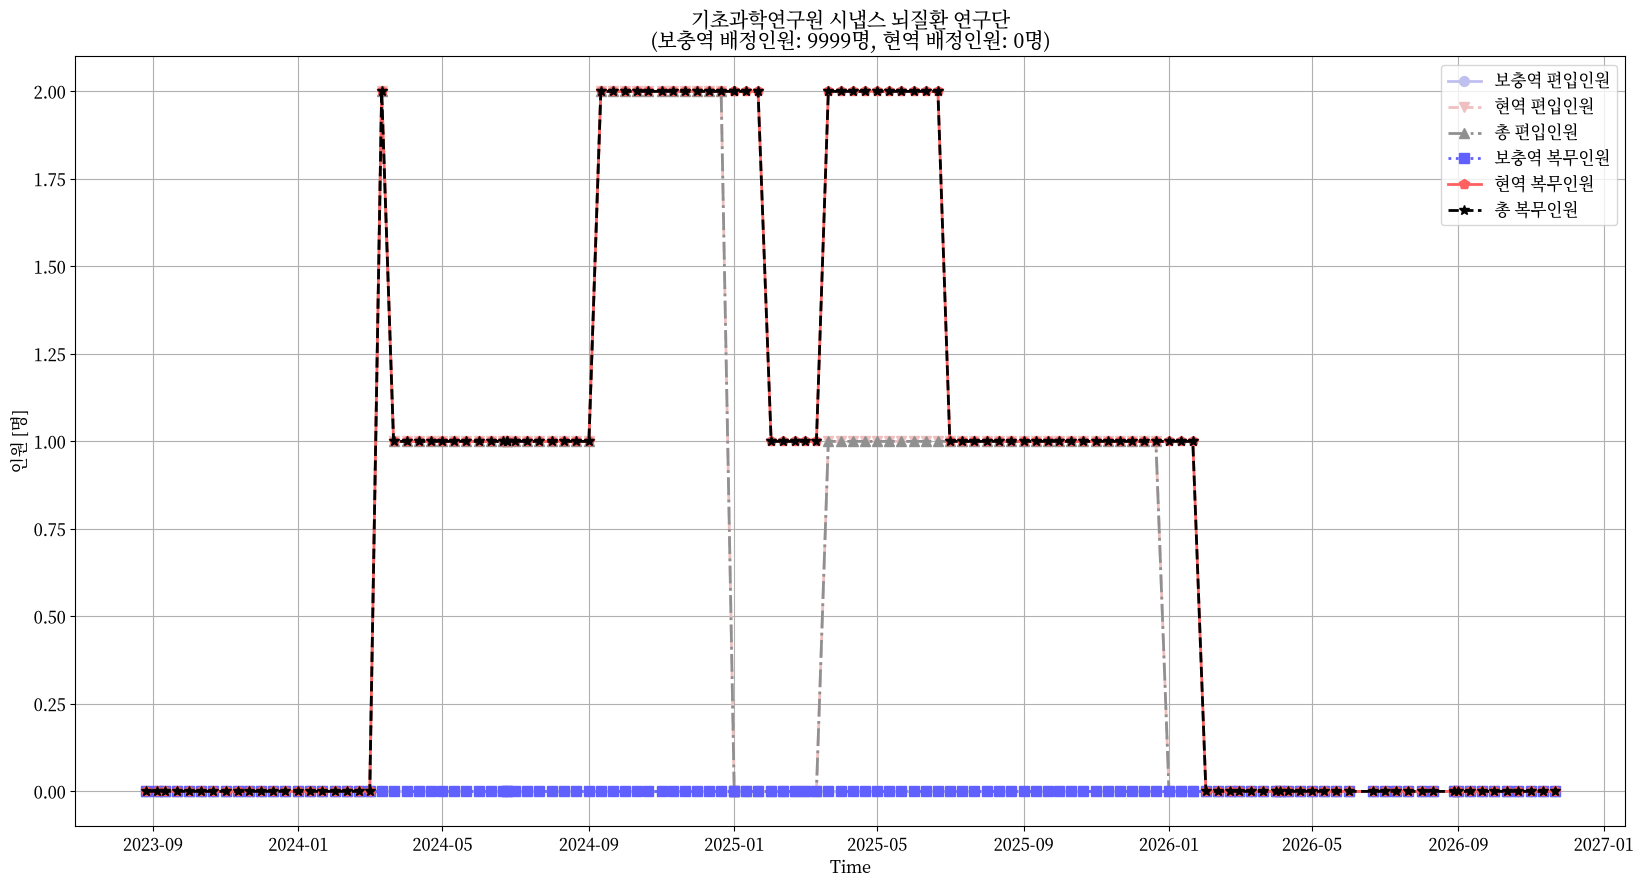 기초과학연구원 시냅스 뇌질환 연구단
(보충역 배정인원: 9999명, 현역 배정인원: 0명)
보충역 편입인원
현역 편입인원
총 편입인원
보충역 복무인원
현역 복무인원
총 복무인원
인원 [명]
2.00
1.75
1.50
1.25
1.00
0.75
0.50
0.25
0.00
2023-09 2024-01 2024-05 2024-09 2025-01 2025-05 2025-09 2026-01 2026-05 2026-09 2027-01
Time